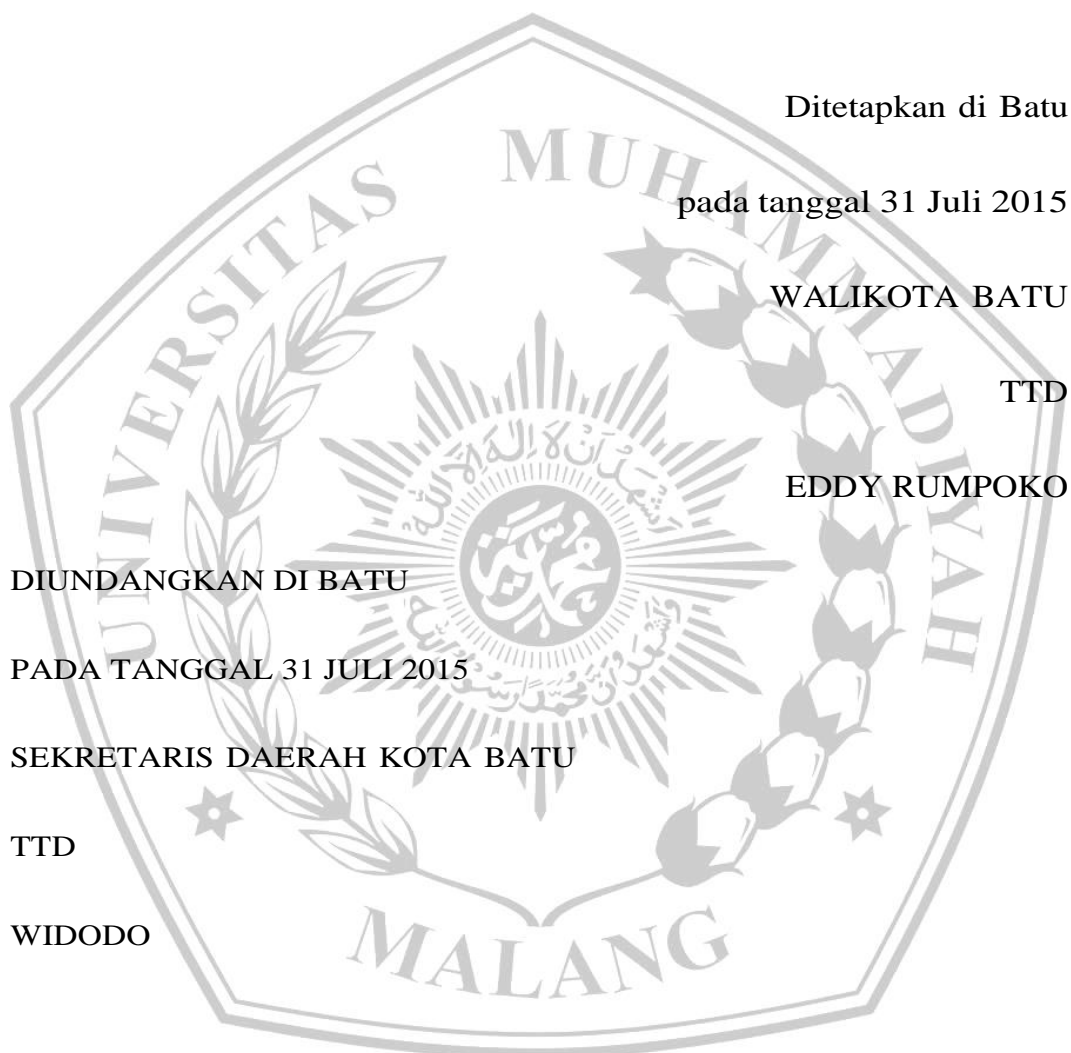 Ditetapkan di Batu
pada tanggal 31 Juli 2015
WALIKOTA BATU
TTD
EDDY RUMPOKO
DIUNDANGKAN DI BATU
PADA TANGGAL 31 JULI 2015
SEKRETARIS DAERAH KOTA BATU
TTD
WIDODO
UNIVERSITAS MUHAMMADIYAH
MALANG